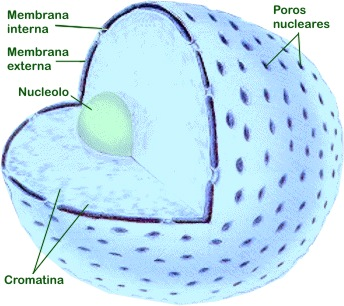 Membrana
interna
Membrana
externa
Nucleolo
Poros
nucleares
Cromatina